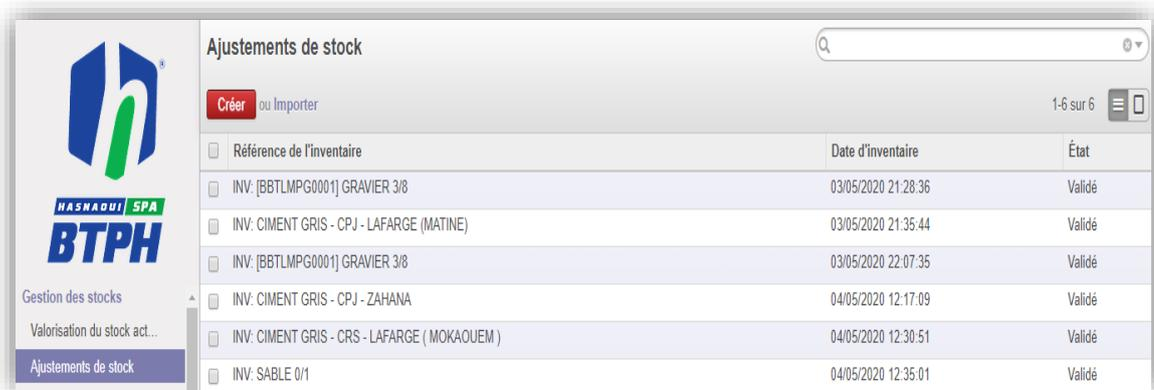 Ajustements de stock
Créer ou Importer
1-6 sur 6
Référence de l'inventaire Date d'inventaire État
INV: [BBTLMPG0001] GRAVIER 3/8 03/05/2020 21:28:36 Validé
INV: CIMENT GRIS - CPJ - LAFARGE (MATINE) 03/05/2020 21:35:44 Validé
INV: [BBTLMPG0001] GRAVIER 3/8 03/05/2020 22:07:35 Validé
INV: CIMENT GRIS - CPJ - ZAHANA 04/05/2020 12:17:09 Validé
INV: CIMENT GRIS - CRS - LAFARGE ( MOKAOUEM ) 04/05/2020 12:30:51 Validé
INV: SABLE 0/1 04/05/2020 12:35:01 Validé
HASNAOUI SPA
BTPH
Gestion des stocks
Valorisation du stock act...
Ajustements de stock